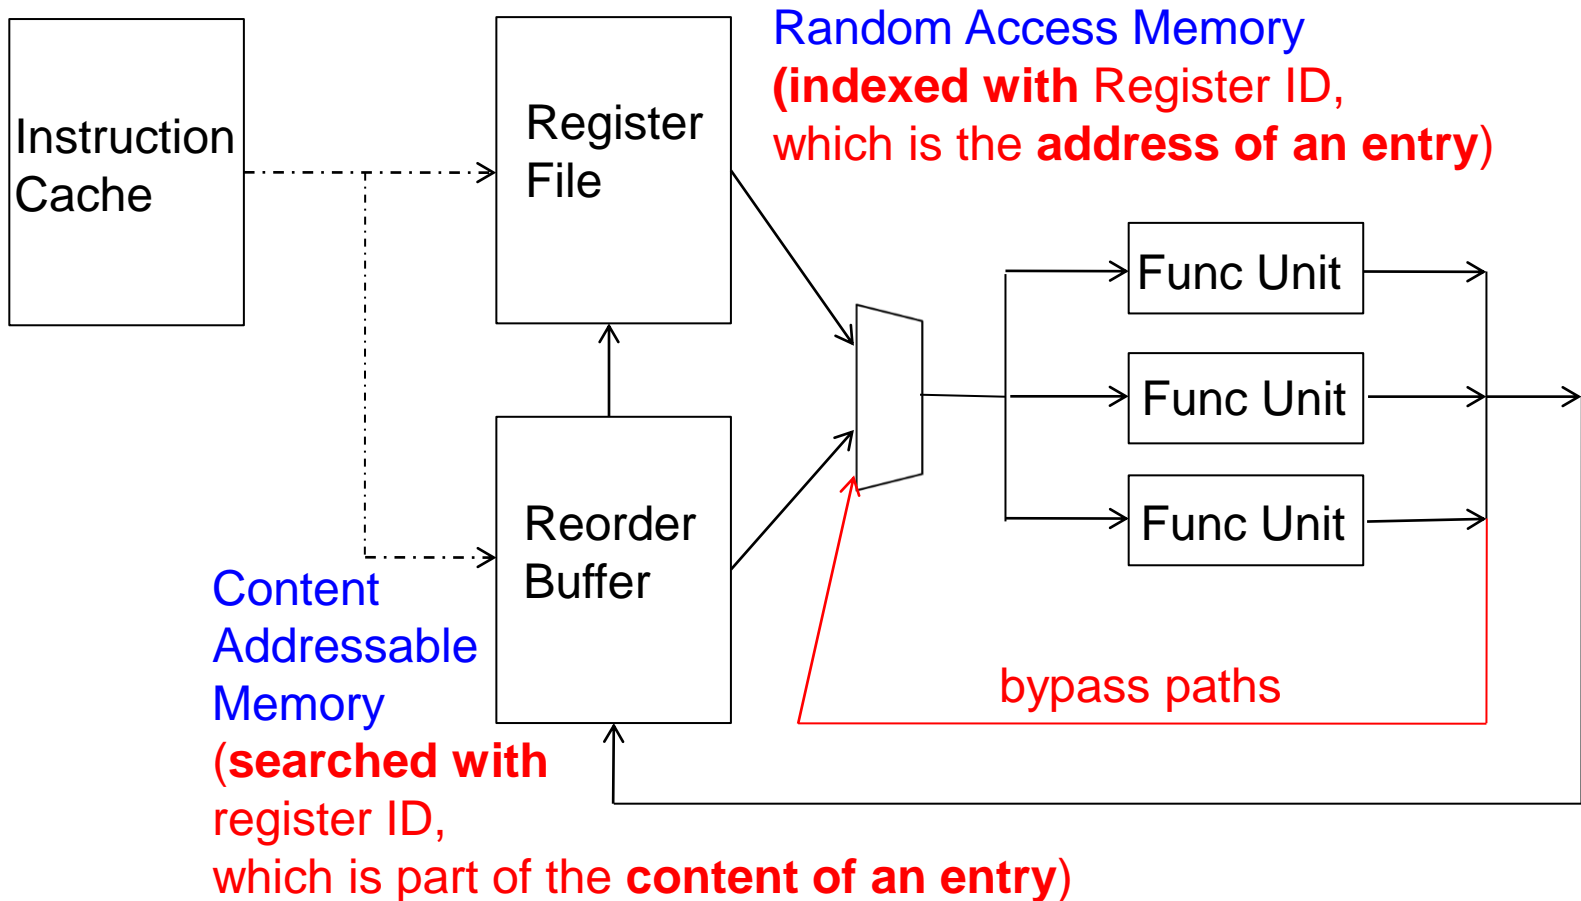 Random Access Memory
(indexed with Register ID,
which is the address of an entry)
Instruction
Cache
Register
File
Func Unit
Func Unit
Func Unit
Reorder
Buffer
Content
Addressable
Memory
(searched with
register ID,
which is part of the content of an entry)
bypass paths